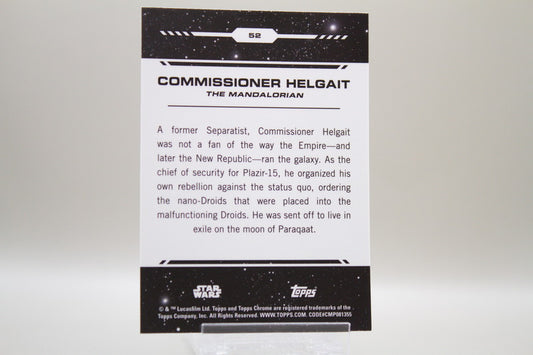 52
COMMISSIONER HELGAIT
THE MANDALORIAN
A former Separatist, Commissioner Helgait
was not a fan of the way the Empire—and
later the New Republic—ran the galaxy. As the
chief of security for Plazir-15, he organized his
own rebellion against the status quo, ordering
the nano-Droids that were placed into the
malfunctioning Droids. He was sent off to live in
exile on the moon of Paraqaat.
STAR WARS
Topps
© & ™ Lucasfilm Ltd. Topps and Topps Chrome are registered trademarks of the
Topps Company, Inc. All Rights Reserved. WWW.TOPPS.COM. CODE#CMP081355